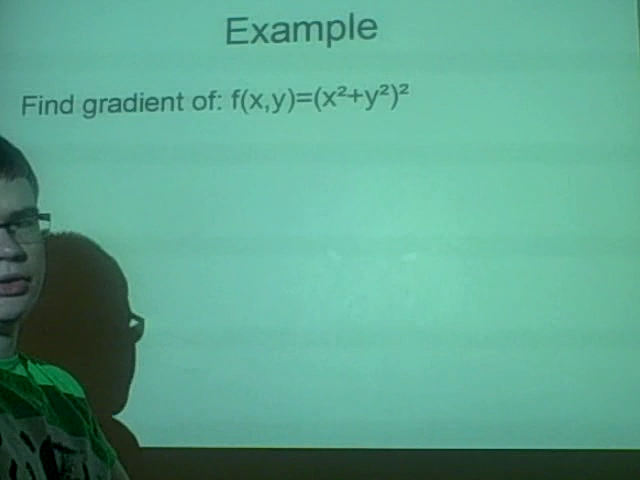 Example
Find gradient of: f(x,y)=(x²+y²)²